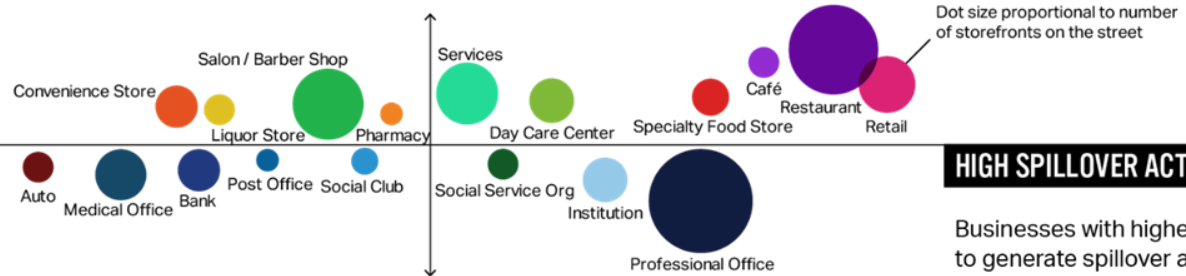 Dot size proportional to number
of storefronts on the street
Salon / Barber Shop
Services
Convenience Store
Café
Restaurant
Liquor Store
Pharmacy
Day Care Center
Specialty Food Store
Retail
HIGH SPILLOVER ACT
Auto
Medical Office
Bank
Post Office
Social Club
Social Service Org
Institution
Professional Office
Businesses with highe
to generate spillover a